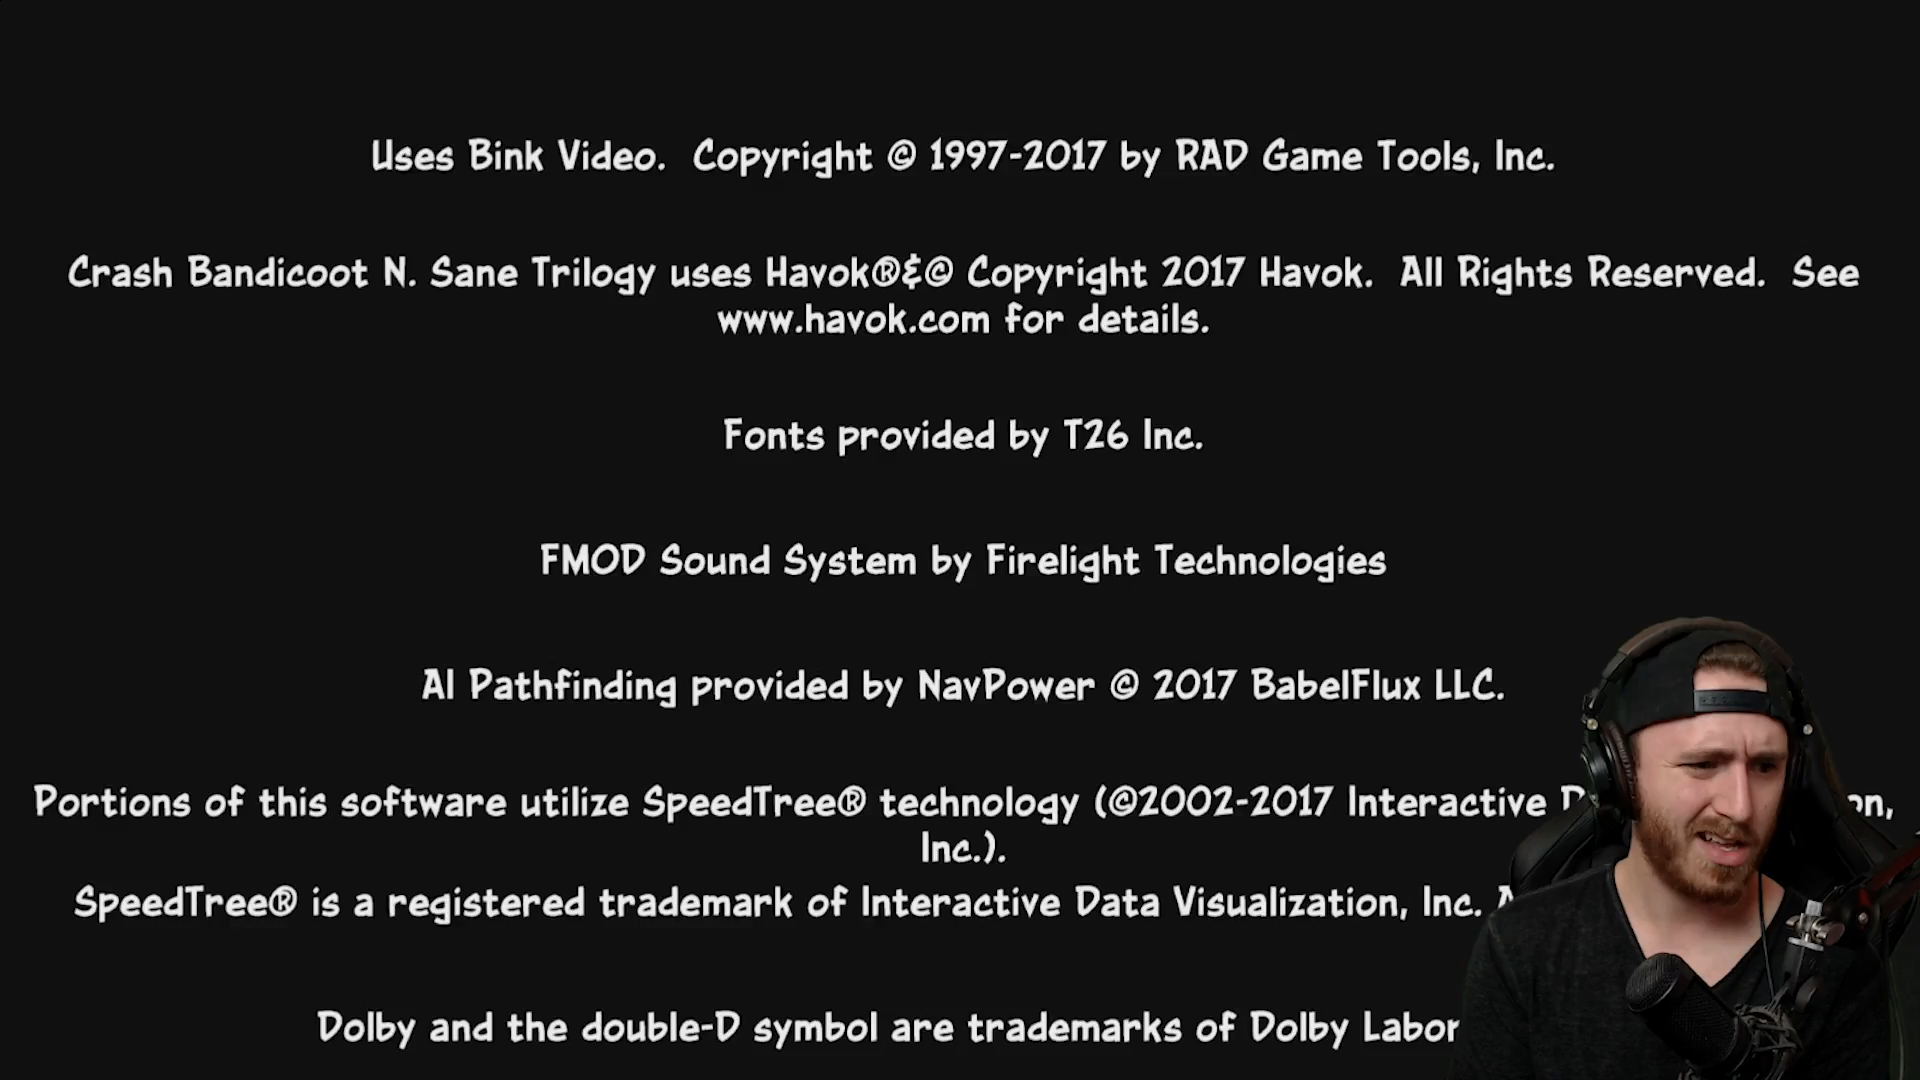 Uses Bink Video.  Copyright © 1997-2017 by RAD Game Tools, Inc.
Crash Bandicoot N. Sane Trilogy uses Havok®&© Copyright 2017 Havok.  All Rights Reserved.  See
www.havok.com for details.
Fonts provided by T26 Inc.
FMOD Sound System by Firelight Technologies
AI Pathfinding provided by NavPower © 2017 BabelFlux LLC.
Portions of this software utilize SpeedTree® technology (©2002-2017 Interactive
Inc.).
SpeedTree® is a registered trademark of Interactive Data Visualization, Inc.
Dolby and the double-D symbol are trademarks of Dolby